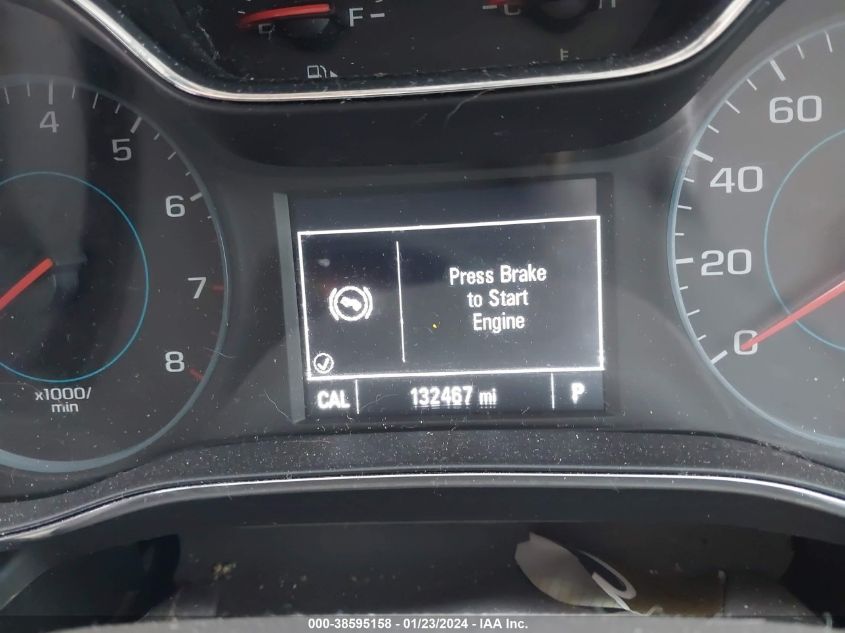 F
4
5
6
7
8
x1000/
min
Press Brake
to Start
Engine
CAL 132467 mi P
60
40
20
0
000-38595158 - 01/23/2024 - IAA Inc.